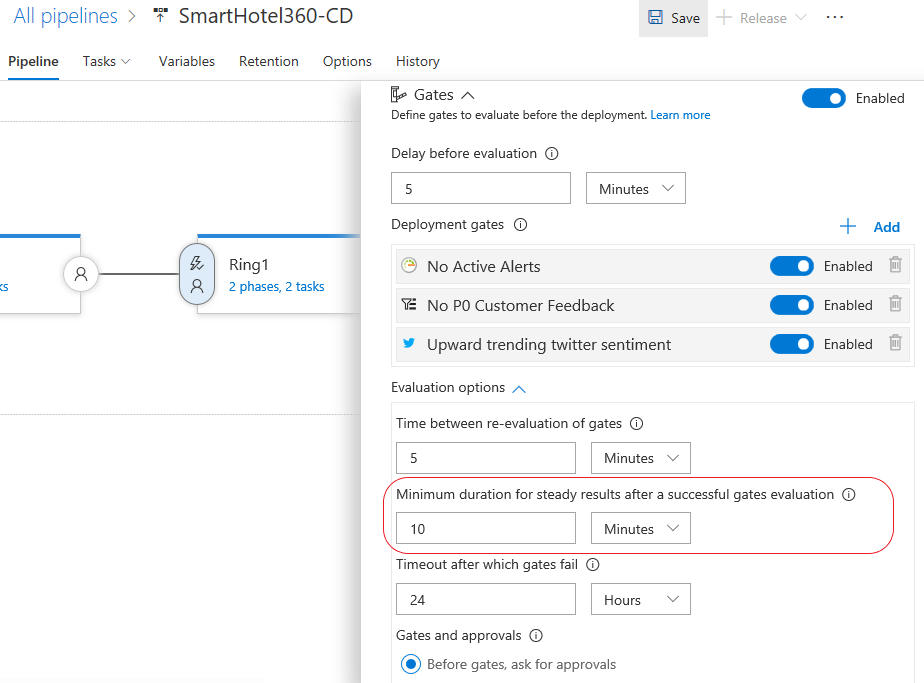 All pipelines > SmartHotel360-CD
Save
Release
...
Pipeline
Tasks
Variables
Retention
Options
History
ks
Ring1
2 phases, 2 tasks
Gates
Enabled
Define gates to evaluate before the deployment. Learn more
Delay before evaluation
5
Minutes
Deployment gates
Add
No Active Alerts
Enabled
No P0 Customer Feedback
Enabled
Upward trending twitter sentiment
Enabled
Evaluation options
Time between re-evaluation of gates
5
Minutes
Minimum duration for steady results after a successful gates evaluation
10
Minutes
Timeout after which gates fail
24
Hours
Gates and approvals
Before gates, ask for approvals